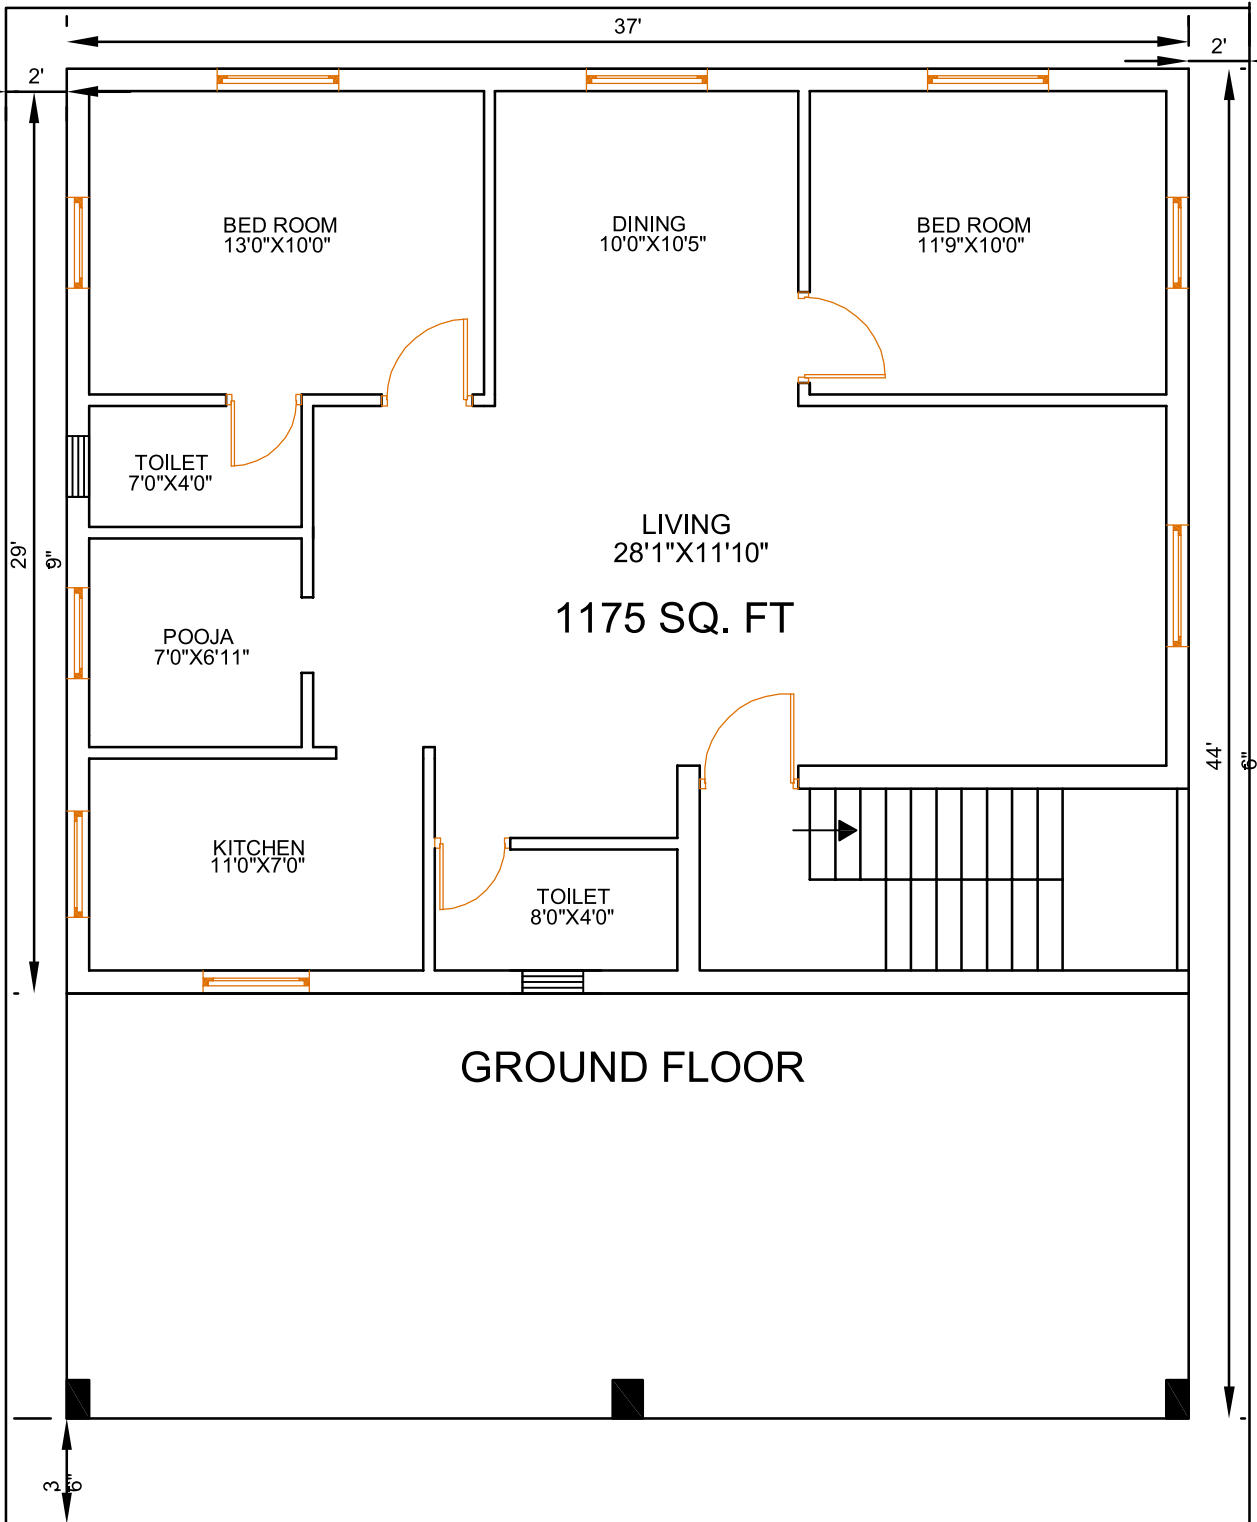 37'
2'
2'
BED ROOM
13'0"X10'0"
DINING
10'0"X10'5"
BED ROOM
11'9"X10'0"
TOILET
7'0"X4'0"
LIVING
28'1"X11'10"
29'
9"
1175 SQ. FT
POOJA
7'0"X6'11"
44'
6"
KITCHEN
11'0"X7'0"
TOILET
8'0"X4'0"
GROUND FLOOR
3'
6"